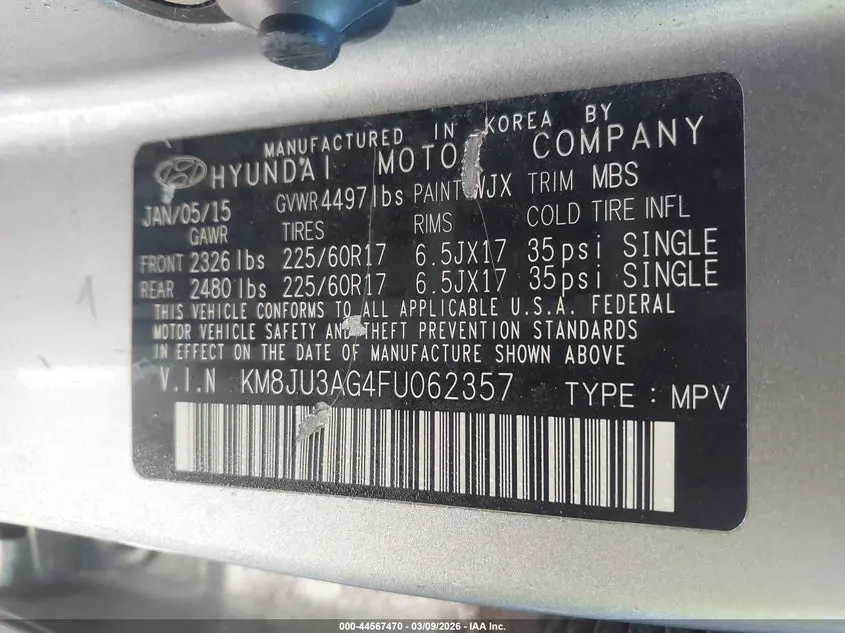 MANUFACTURED IN KOREA BY
HYUNDAI MOTOR COMPANY
JAN/05/15 GVWR 4497 lbs PAINT WJX TRIM MBS
GAWR TIRES RIMS COLD TIRE INFL
FRONT 2326 lbs 225/60R17 6.5JX17 35psi SINGLE
REAR 2480 lbs 225/60R17 6.5JX17 35psi SINGLE
THIS VEHICLE CONFORMS TO ALL APPLICABLE U.S.A. FEDERAL
MOTOR VEHICLE SAFETY AND THEFT PREVENTION STANDARDS
IN EFFECT ON THE DATE OF MANUFACTURE SHOWN ABOVE
V.I.N KM8JU3AG4FU062357 TYPE : MPV
000-44567470 | 03/09/2026 | IAA Inc.